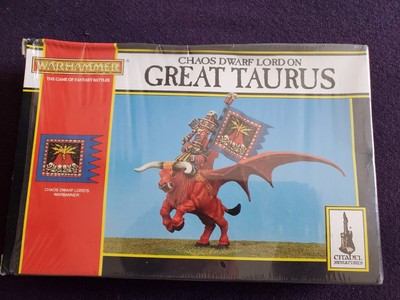 WARHAMMER
THE GAME OF FANTASY BATTLES
CHAOS DWARF LORD ON
GREAT TAURUS
CHAOS DWARF LORD'S
WARBANNER
CITADEL
MINIATURES